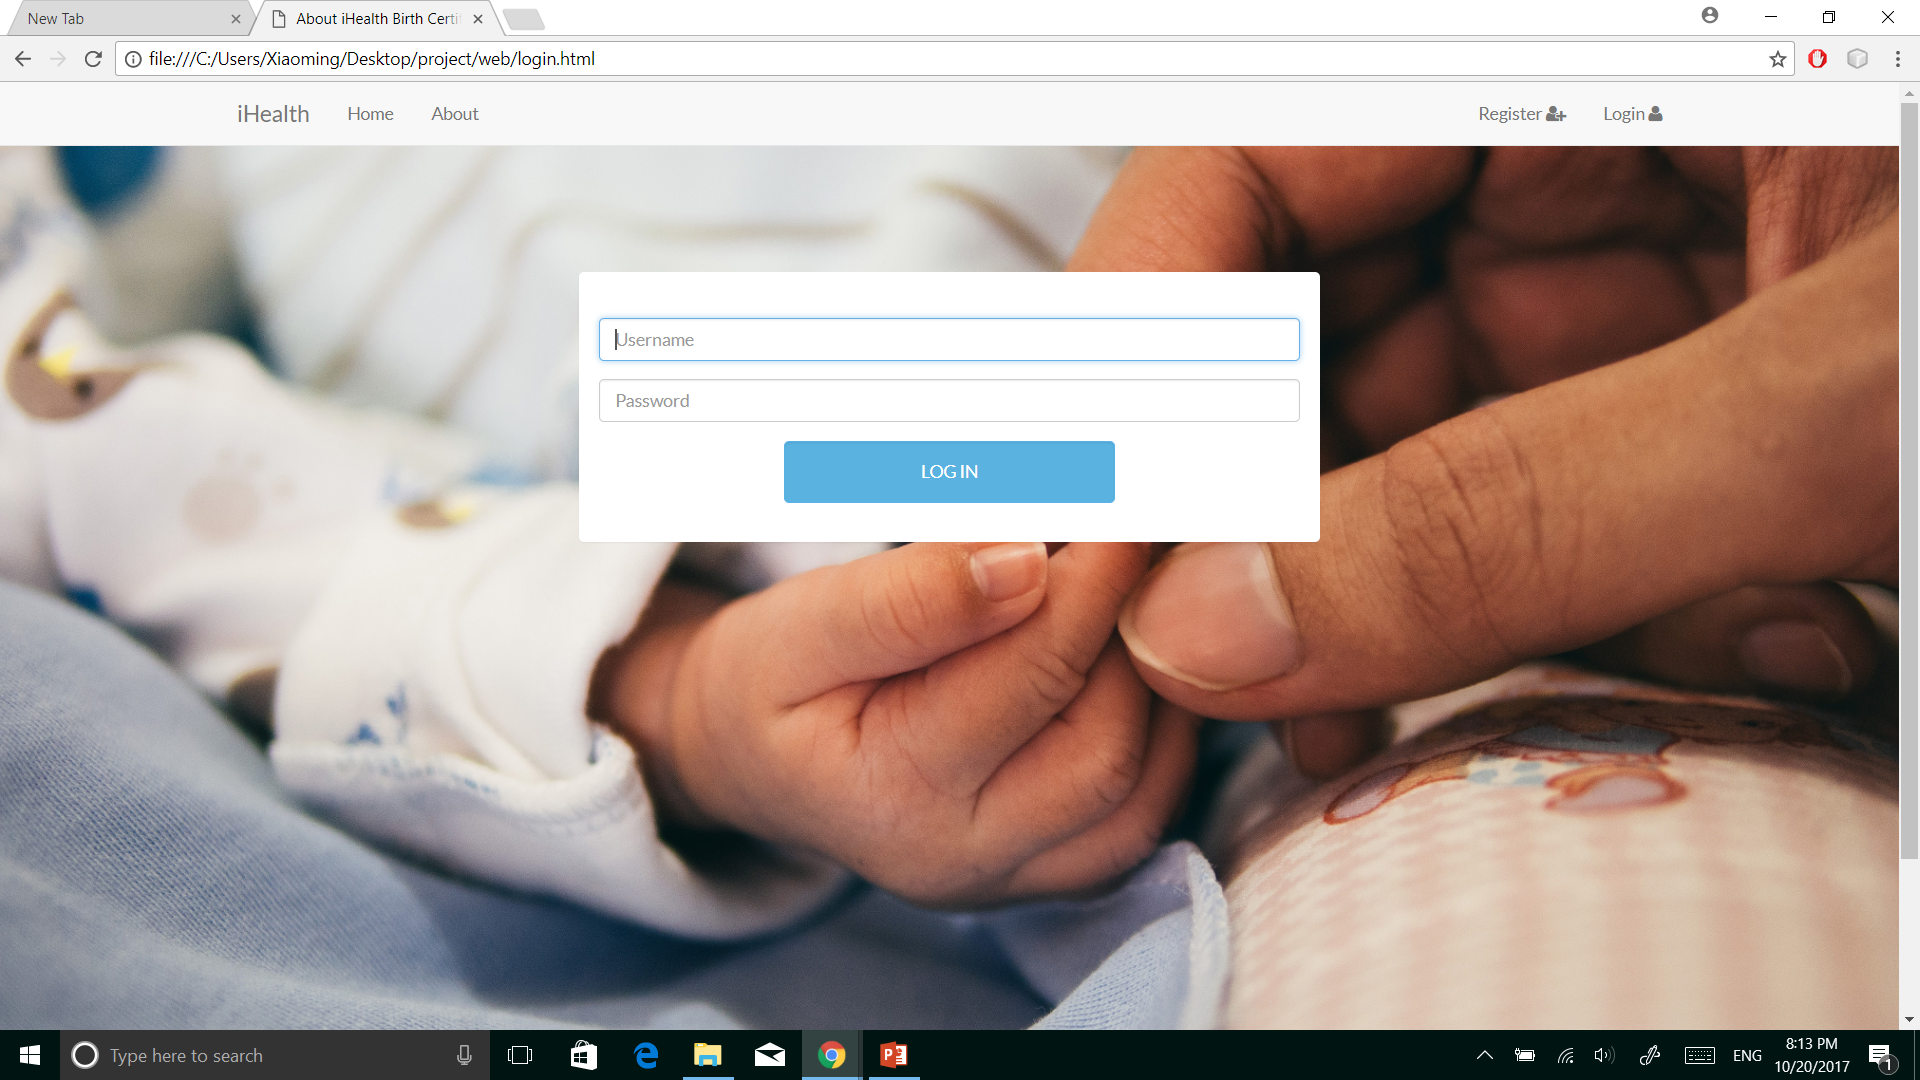 New Tab
About iHealth Birth Certi
file:///C:/Users/Xiaoming/Desktop/project/web/login.html
iHealth Home About Register Login
Username
Password
LOG IN
Type here to search
ENG
8:13 PM
10/20/2017
1